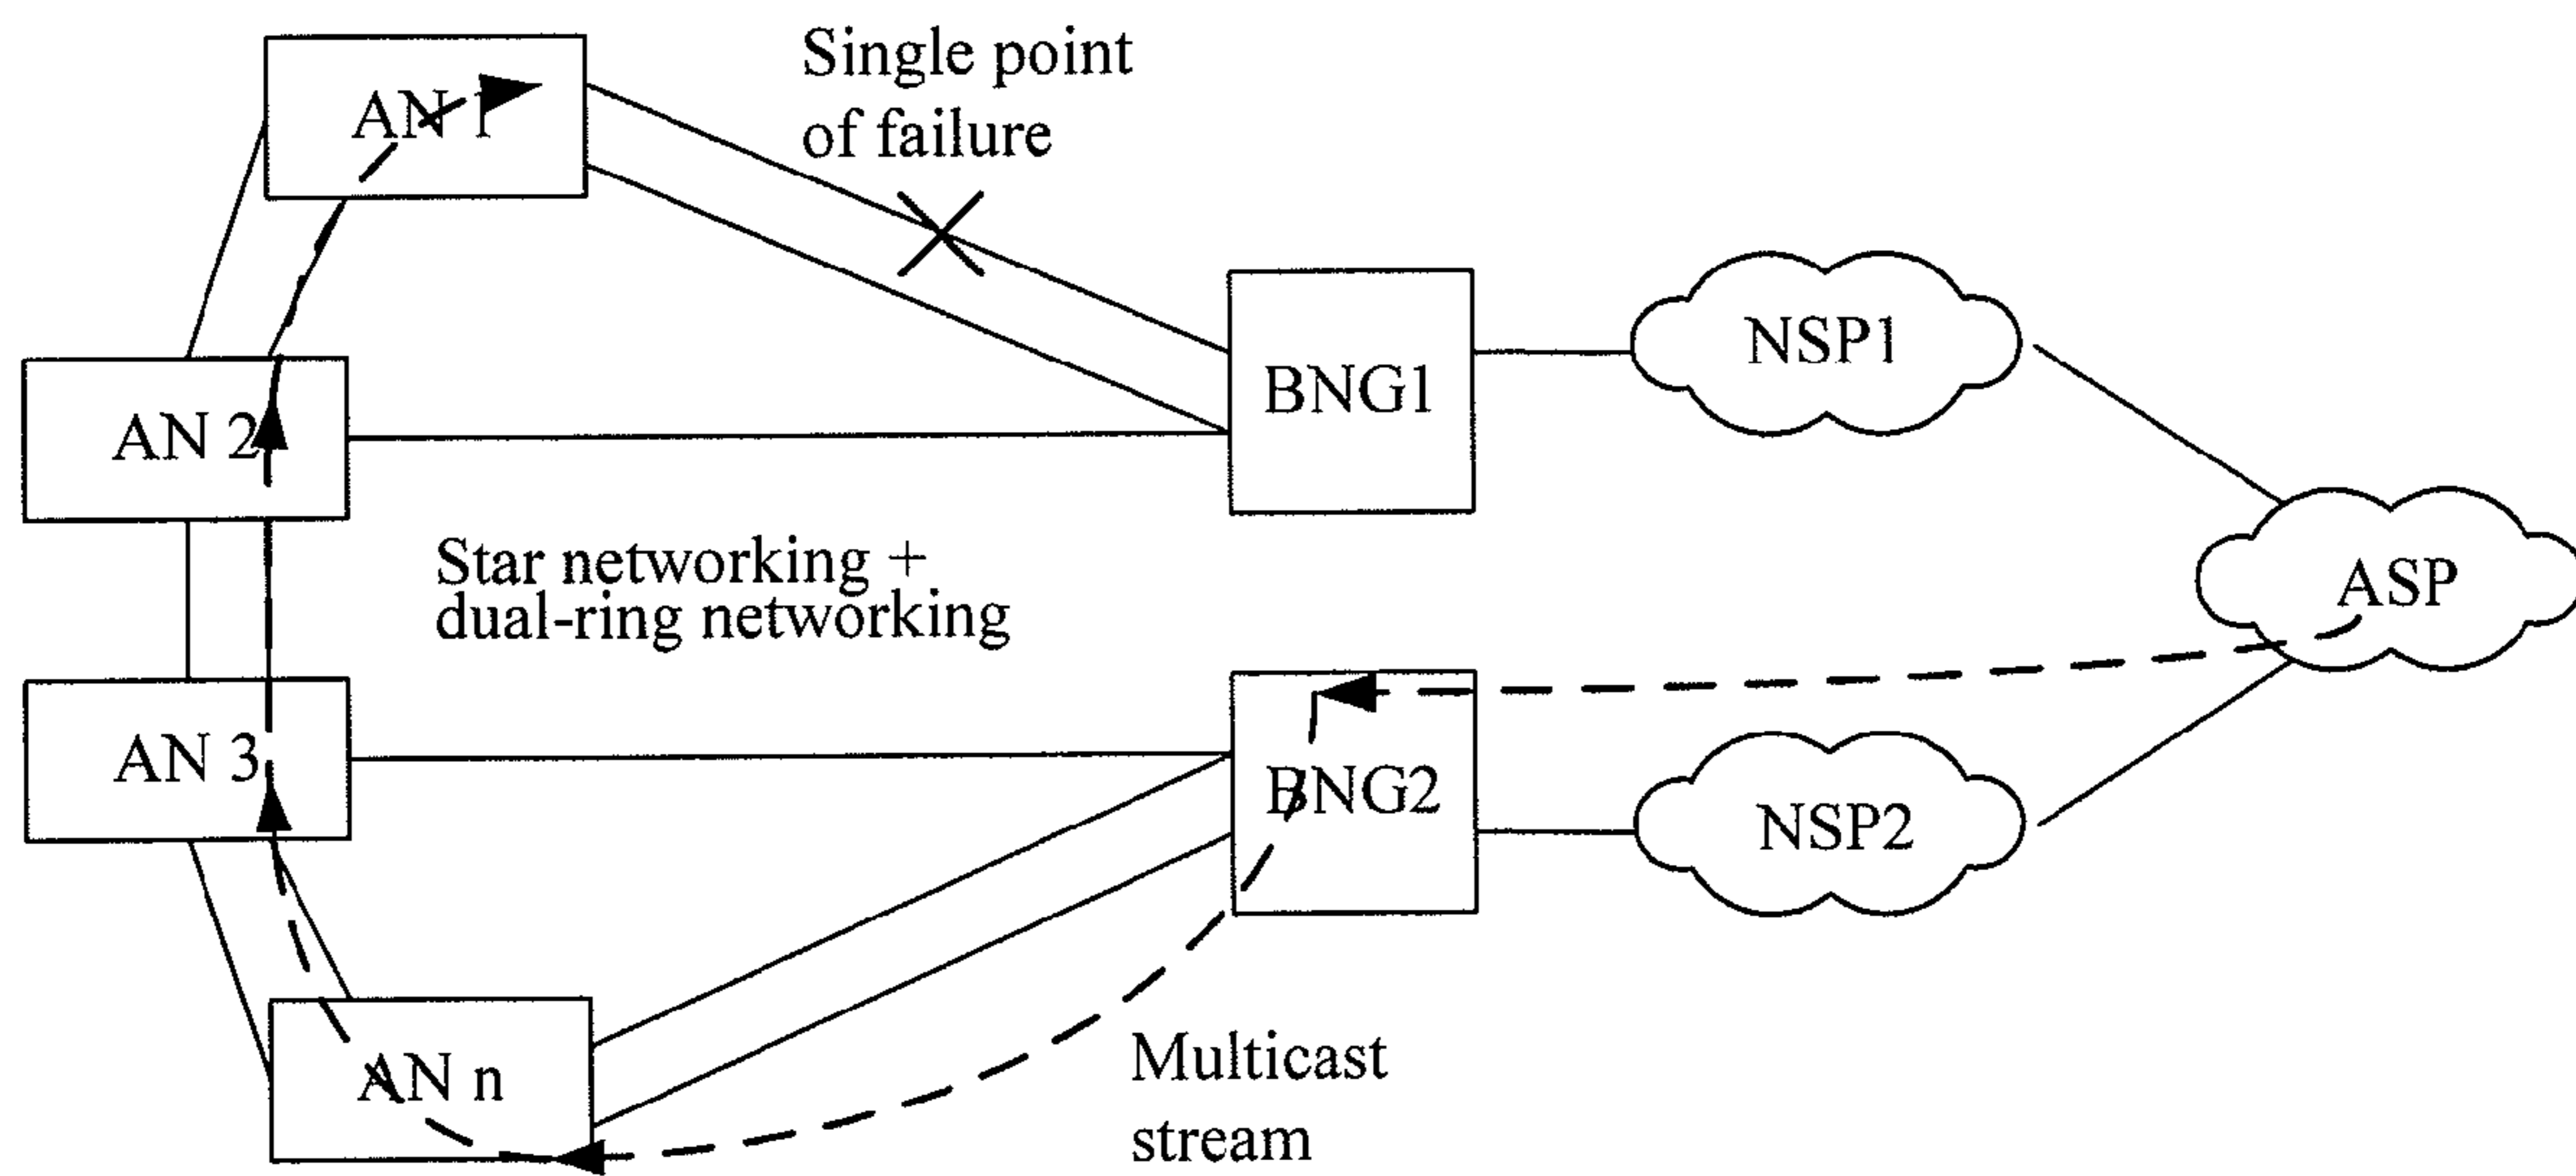 Single point
of failure
AN 1
NSP1
BNG1
AN 2
Star networking +
dual-ring networking
ASP
AN 3
BNG2
NSP2
AN n
Multicast
stream